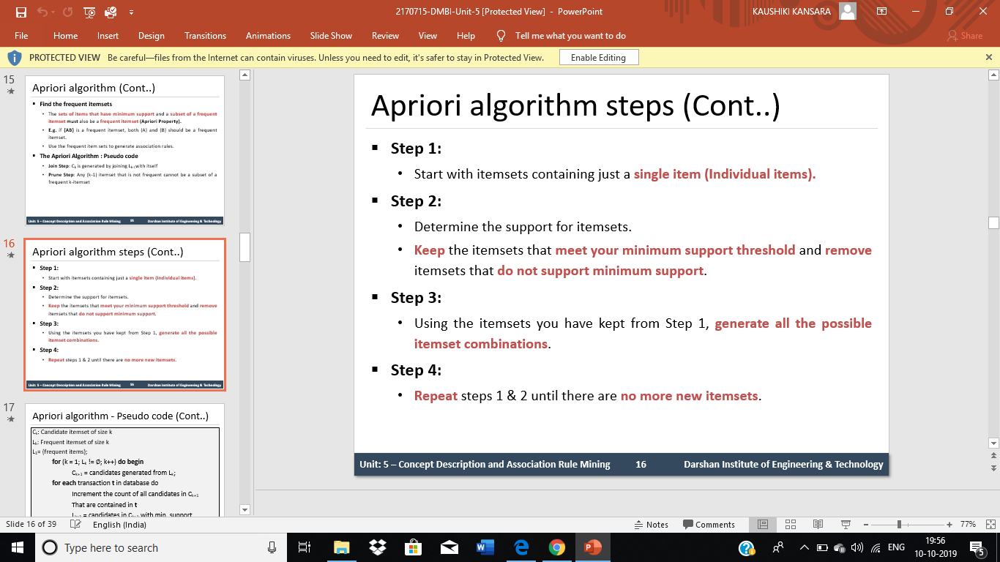 2170715-DMBI-Unit-5 [Protected View] - PowerPoint
KAUSHIKI KANSARA
File Home Insert Design Transitions Animations Slide Show Review View Help Tell me what you want to do Share
PROTECTED VIEW Be careful—files from the Internet can contain viruses. Unless you need to edit, it's safer to stay in Protected View. Enable Editing
15
Apriori algorithm (Cont..)
Find the frequent itemsets
The sets of items that have minimum support and a subset of a frequent
itemset must also be a frequent itemset (Apriori Property).
E.g. if {AB} is a frequent itemset, both {A} and {B} should be a frequent
itemset.
Use the frequent item sets to generate association rules.
The Apriori Algorithm : Pseudo code
Join Step: Ck is generated by joining Lk-1with itself
Prune Step: Any (k-1) itemset that is not frequent cannot be a subset of a
frequent k-itemset
Unit: 5 – Concept Description and Association Rule Mining 15 Darshan Institute of Engineering & Technology
16
Apriori algorithm steps (Cont..)
Step 1:
Start with itemsets containing just a single item (Individual items).
Step 2:
Determine the support for itemsets.
Keep the itemsets that meet your minimum support threshold and remove
itemsets that do not support minimum support.
Step 3:
Using the itemsets you have kept from Step 1, generate all the possible
itemset combinations.
Step 4:
Repeat steps 1 & 2 until there are no more new itemsets.
Unit: 5 – Concept Description and Association Rule Mining 16 Darshan Institute of Engineering & Technology
17
Apriori algorithm - Pseudo code (Cont..)
Ck: Candidate itemset of size k
Lk: Frequent itemset of size k
L1= {frequent items};
for (k = 1; Lk != ∅; k++) do begin
Ck+1 = candidates generated from Lk;
for each transaction t in database do
Increment the count of all candidates in Ck+1
That are contained in t
Lk+1 = candidates in Ck+1 with min_support
Apriori algorithm steps (Cont..)
Step 1:
Start with itemsets containing just a single item (Individual items).
Step 2:
Determine the support for itemsets.
Keep the itemsets that meet your minimum support threshold and remove
itemsets that do not support minimum support.
Step 3:
Using the itemsets you have kept from Step 1, generate all the possible
itemset combinations.
Step 4:
Repeat steps 1 & 2 until there are no more new itemsets.
Unit: 5 – Concept Description and Association Rule Mining 16 Darshan Institute of Engineering & Technology
Slide 16 of 39 English (India) Notes Comments 77%
Type here to search
ENG
19:56
10-10-2019
5